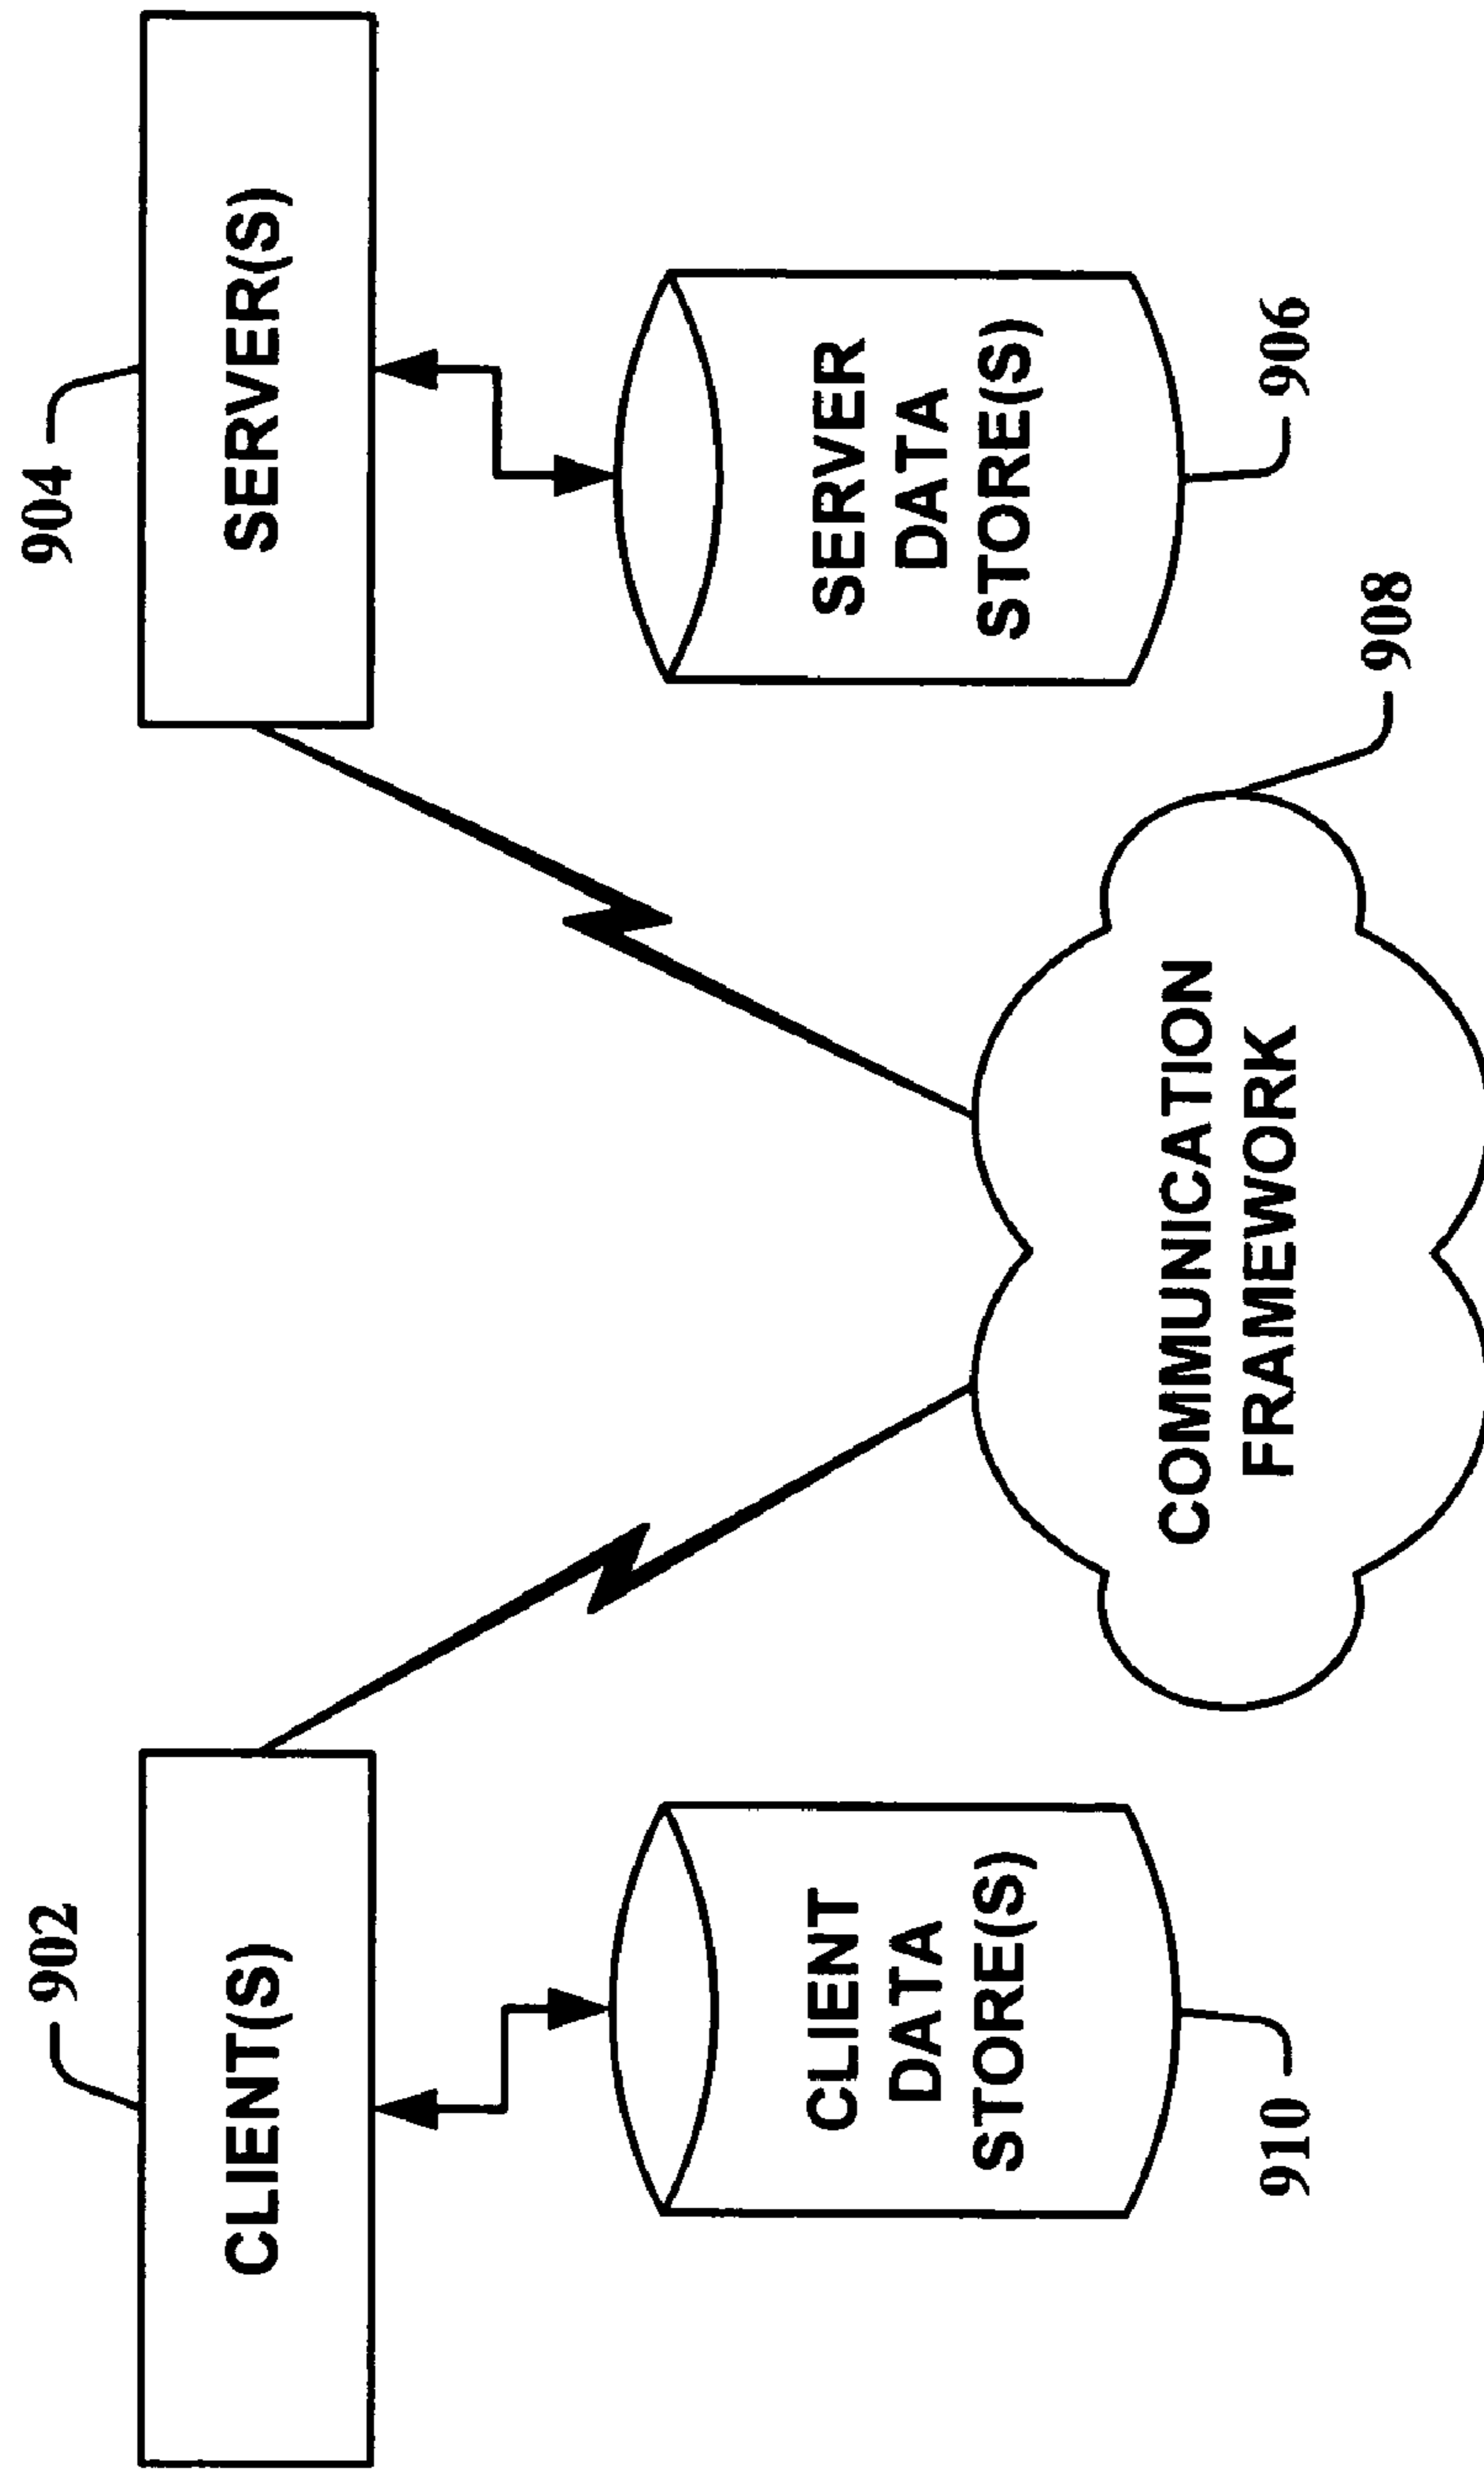 902
CLIENT(S)
904
SERVER(S)
CLIENT
DATA
STORE(S)
910
SERVER
DATA
STORE(S)
906
COMMUNICATION
FRAMEWORK
908